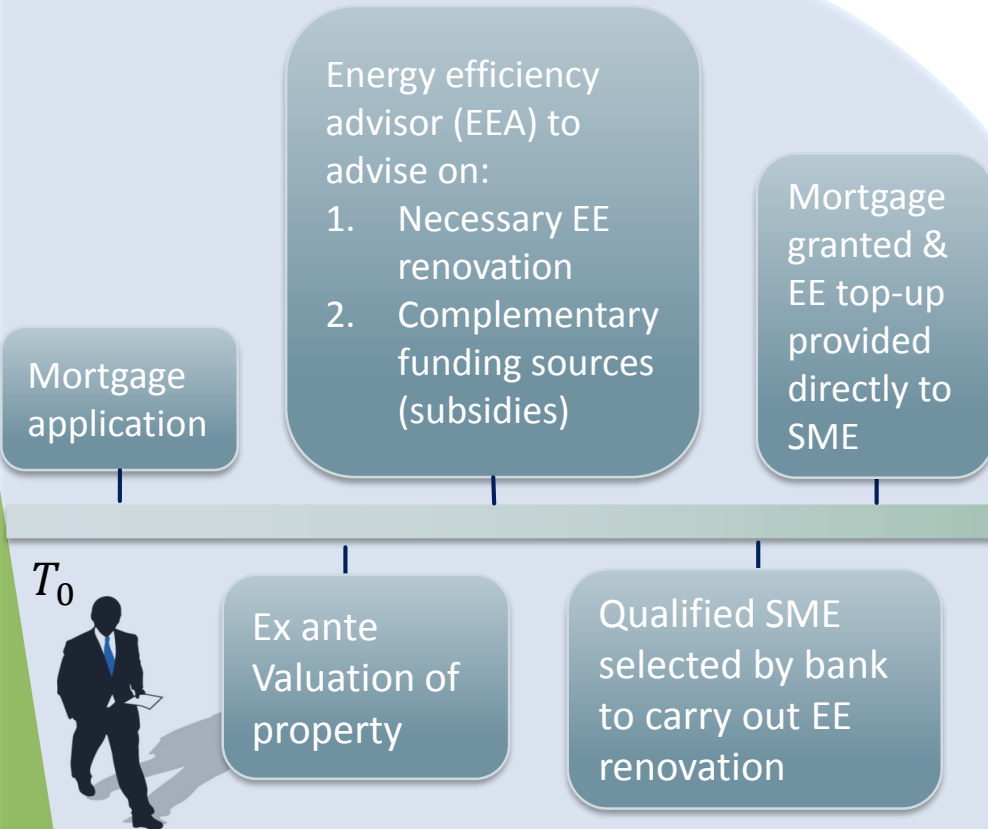 Energy efficiency
advisor (EEA) to
advise on:
1. Necessary EE
renovation
2. Complementary
funding sources
(subsidies)
Mortgage
granted &
EE top-up
provided
directly to
SME
Mortgage
application
T₀
Ex ante
Valuation of
property
Qualified SME
selected by bank
to carry out EE
renovation